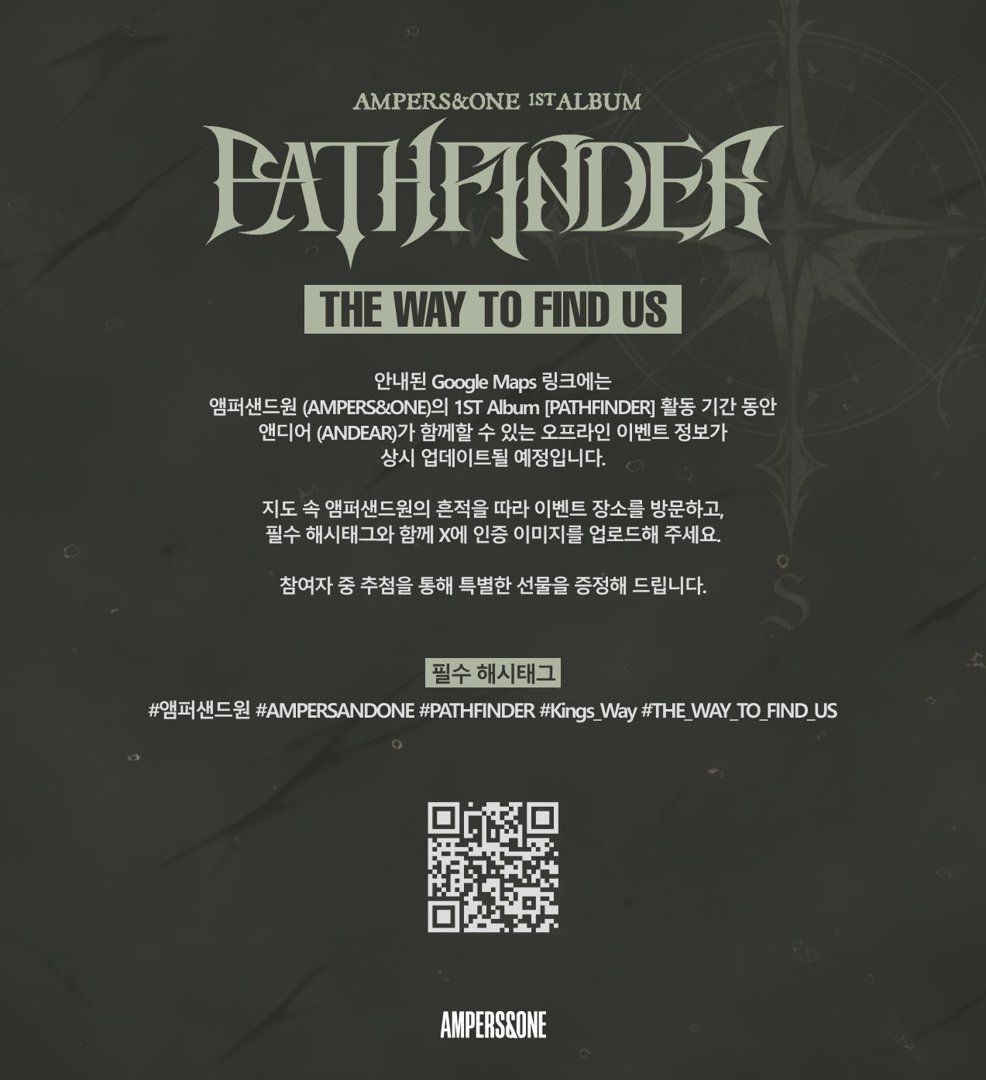 AMPERS&ONE 1ST ALBUM
PATHFINDER
THE WAY TO FIND US
안내된 Google Maps 링크에는
앰퍼샌드원 (AMPERS&ONE)의 1ST Album [PATHFINDER] 활동 기간 동안
앤디어 (ANDEAR)가 함께할 수 있는 오프라인 이벤트 정보가
상시 업데이트될 예정입니다.
지도 속 앰퍼샌드원의 흔적을 따라 이벤트 장소를 방문하고,
필수 해시태그와 함께 X에 인증 이미지를 업로드해 주세요.
참여자 중 추첨을 통해 특별한 선물을 증정해 드립니다.
S
필수 해시태그
#앰퍼샌드원 #AMPERSANDONE #PATHFINDER #Kings_Way #THE_WAY_TO_FIND_US
AMPERS&ONE